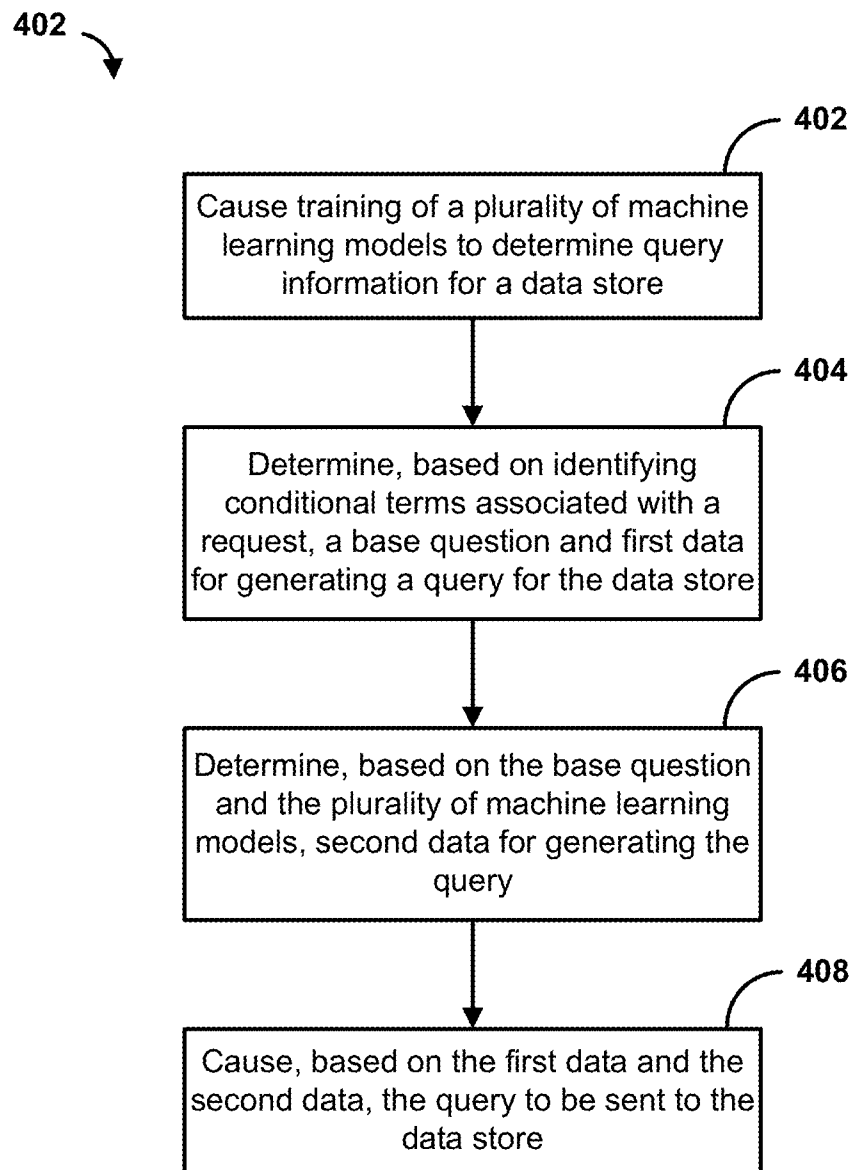 402
402
Cause training of a plurality of machine
learning models to determine query
information for a data store
404
Determine, based on identifying
conditional terms associated with a
request, a base question and first data
for generating a query for the data store
406
Determine, based on the base question
and the plurality of machine learning
models, second data for generating the
query
408
Cause, based on the first data and the
second data, the query to be sent to the
data store